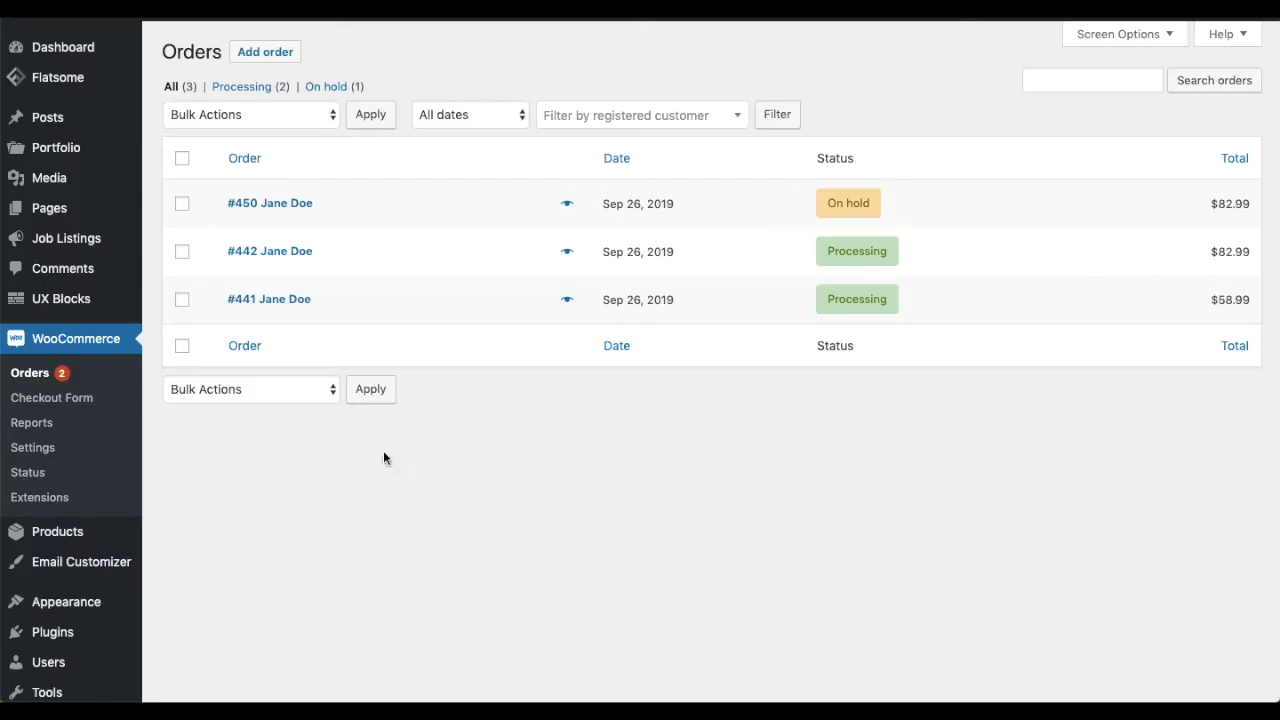 Dashboard
Flatsome
Posts
Portfolio
Media
Pages
Job Listings
Comments
UX Blocks
WooCommerce
Orders 2
Checkout Form
Reports
Settings
Status
Extensions
Products
Email Customizer
Appearance
Plugins
Users
Tools
Screen Options Help
Orders Add order
All (3) | Processing (2) | On hold (1)
Search orders
Bulk Actions Apply All dates Filter by registered customer Filter
Order Date Status Total
#450 Jane Doe Sep 26, 2019 On hold $82.99
#442 Jane Doe Sep 26, 2019 Processing $82.99
#441 Jane Doe Sep 26, 2019 Processing $58.99
Order Date Status Total
Bulk Actions Apply